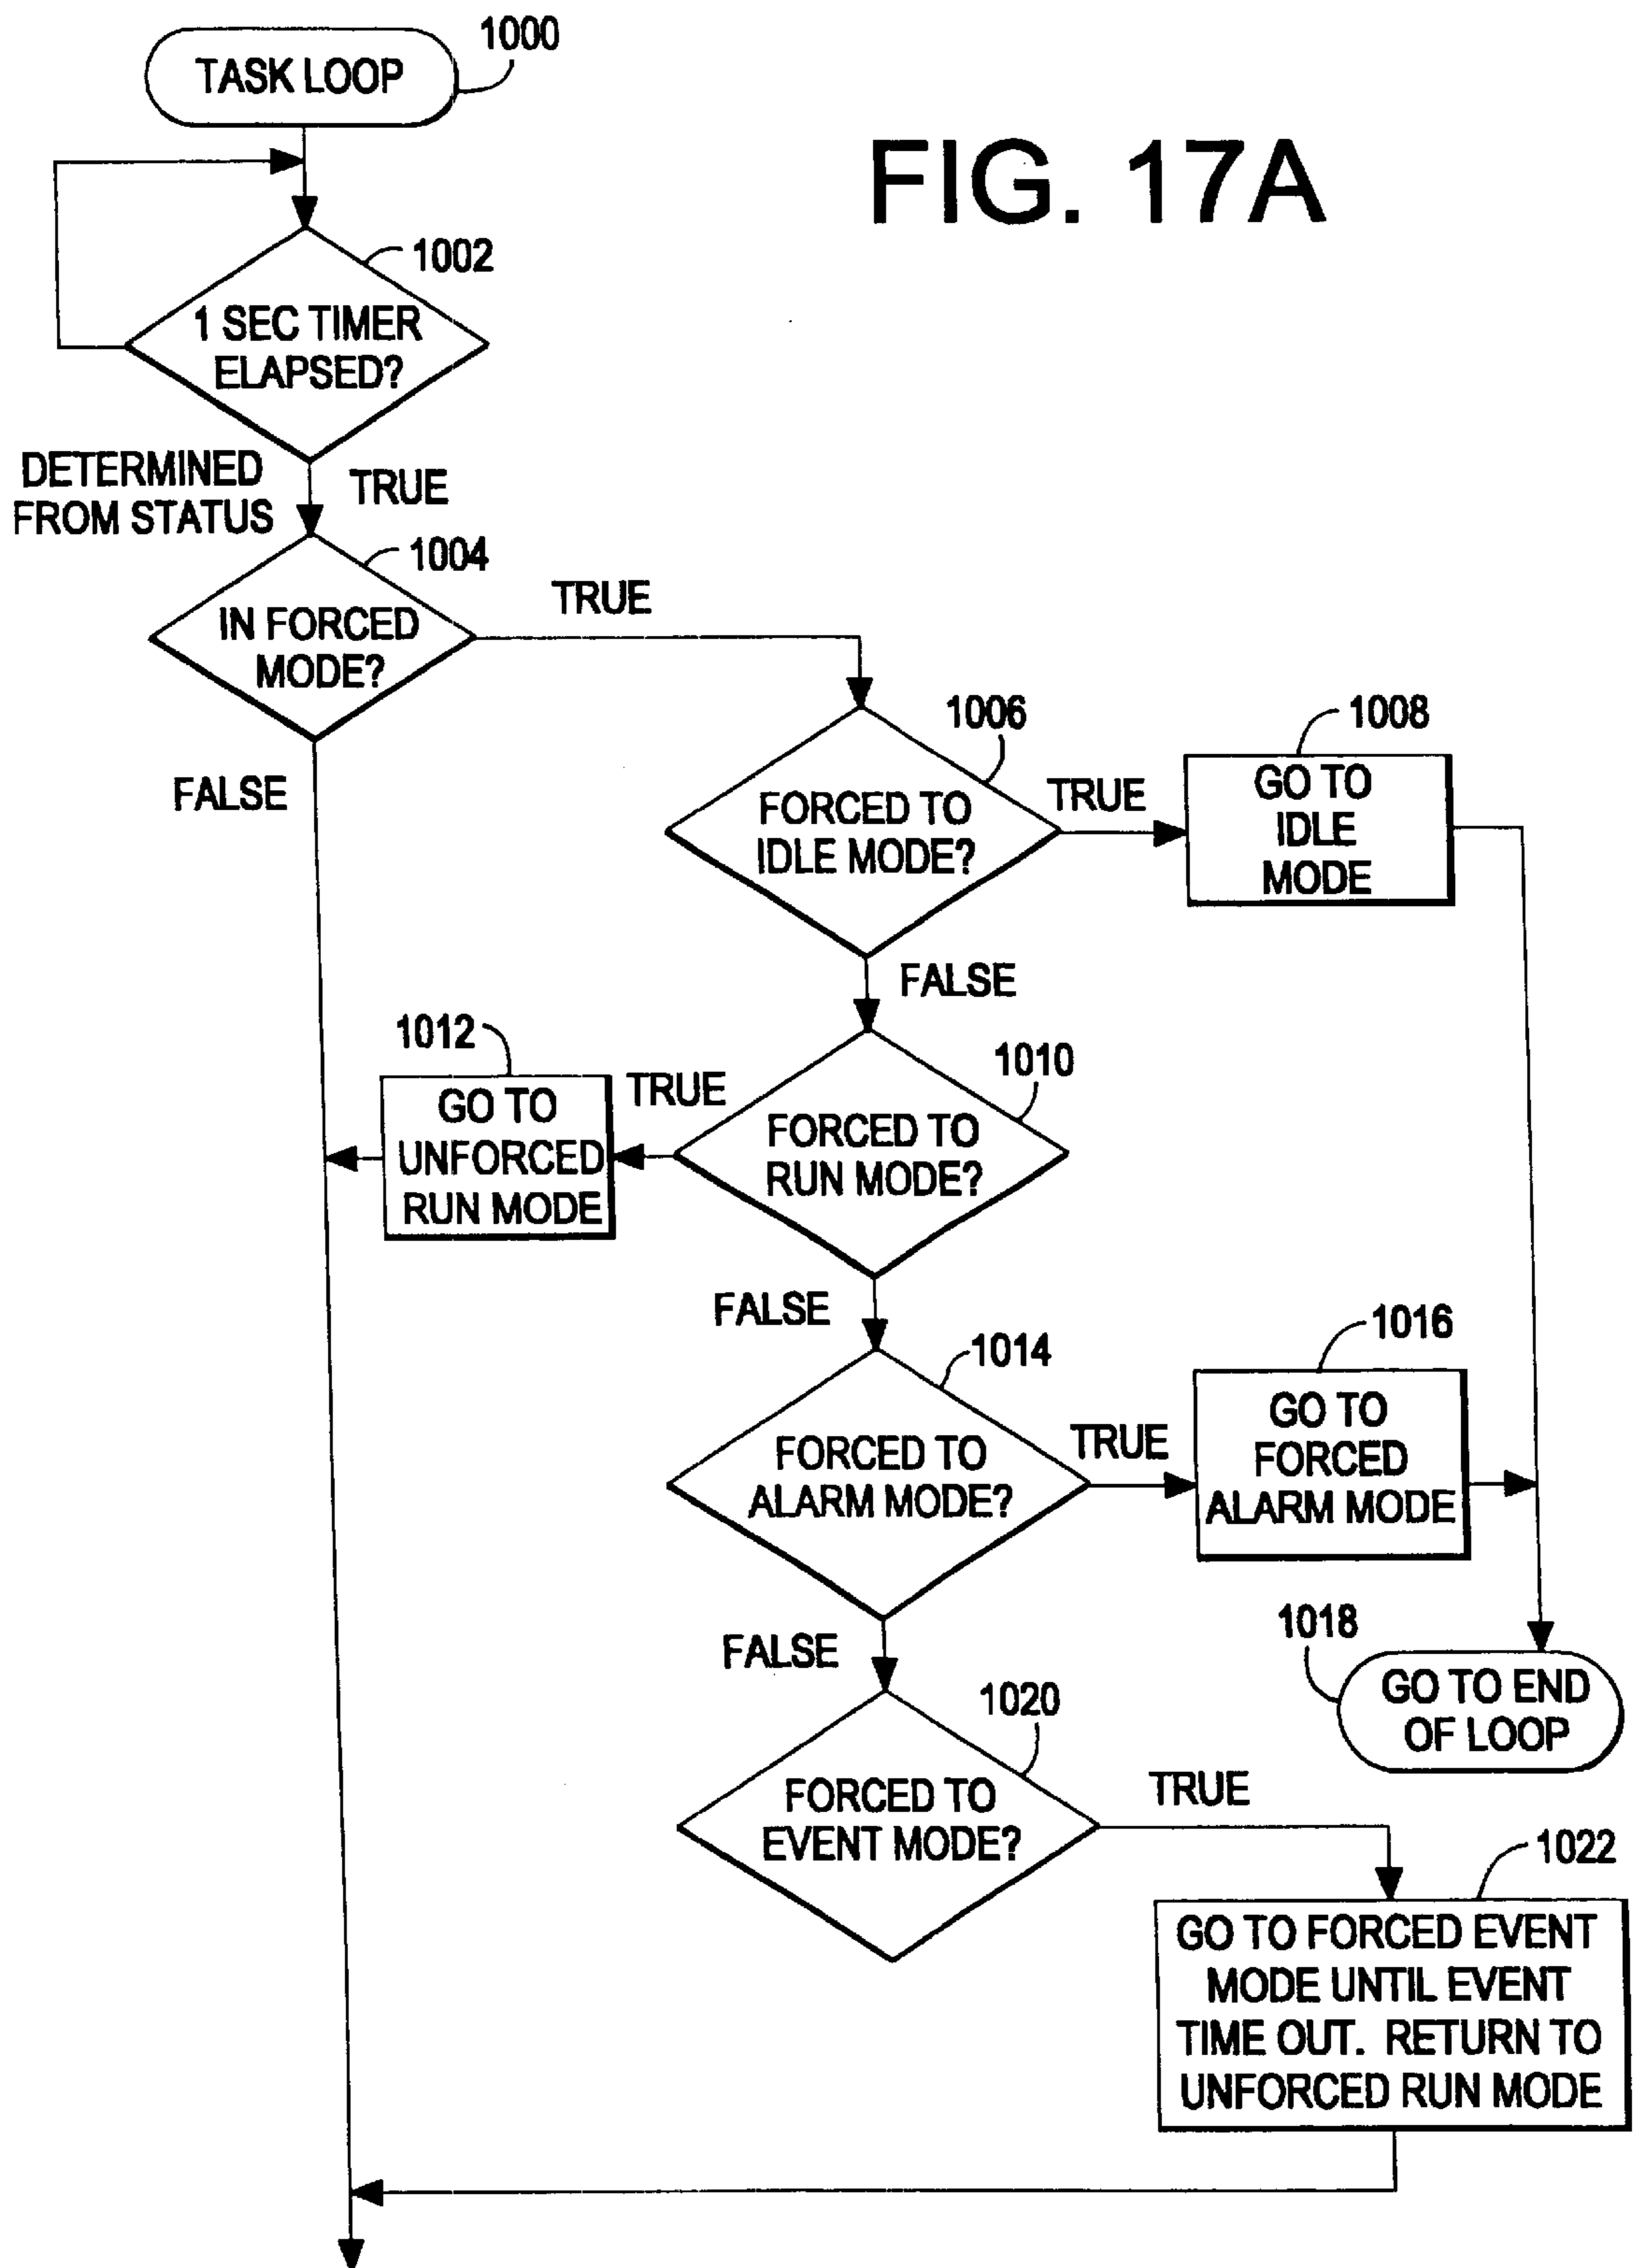 1000
TASK LOOP
FIG. 17A
1002
1 SEC TIMER
ELAPSED?
DETERMINED
FROM STATUS
TRUE
1004
IN FORCED
MODE?
TRUE
FALSE
1006
FORCED TO
IDLE MODE?
TRUE
1008
GO TO
IDLE
MODE
FALSE
1010
FORCED TO
RUN MODE?
TRUE
1012
GO TO
UNFORCED
RUN MODE
FALSE
1014
FORCED TO
ALARM MODE?
TRUE
1016
GO TO
FORCED
ALARM MODE
1018
GO TO END
OF LOOP
FALSE
1020
FORCED TO
EVENT MODE?
TRUE
1022
GO TO FORCED EVENT
MODE UNTIL EVENT
TIME OUT. RETURN TO
UNFORCED RUN MODE